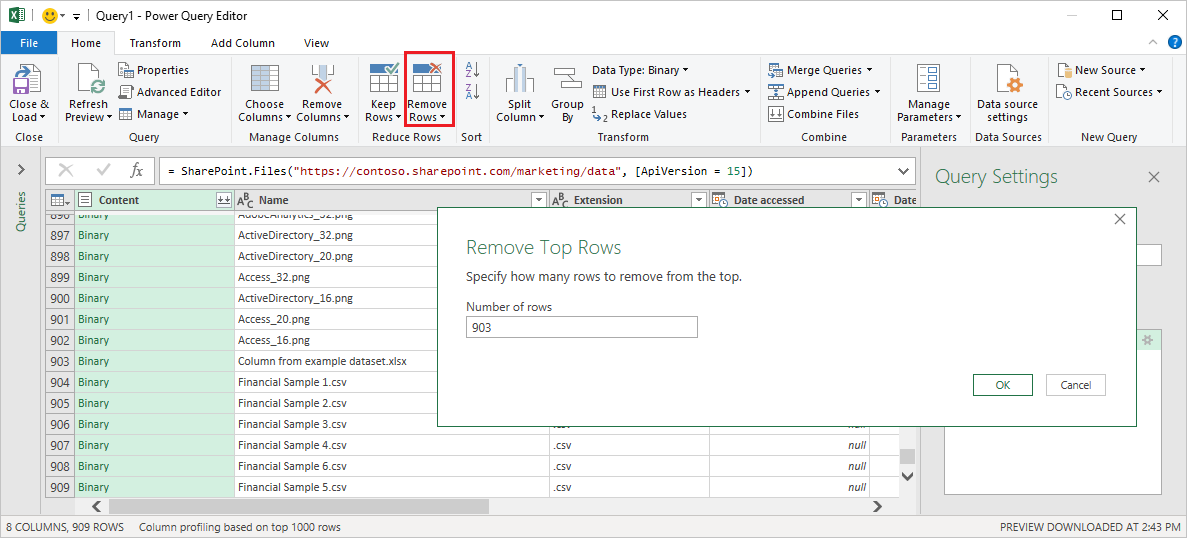 Query1 - Power Query Editor
File Home Transform Add Column View
Close & Load
Refresh Preview
Properties
Advanced Editor
Manage
Choose Columns
Remove Columns
Keep Rows
Remove Rows
Split Column
Group By
Data Type: Binary
Use First Row as Headers
Replace Values
Merge Queries
Append Queries
Combine Files
Manage Parameters
Data source settings
New Source
Recent Sources
Close Query Manage Columns Reduce Rows Sort Transform Combine Parameters Data Sources New Query
Queries
= SharePoint.Files("https://contoso.sharepoint.com/marketing/data", [ApiVersion = 15])
Query Settings
Content Name Extension Date accessed Date
896 Binary AdobeAnalytics_32.png
897 Binary ActiveDirectory_32.png
898 Binary ActiveDirectory_20.png
899 Binary Access_32.png
900 Binary ActiveDirectory_16.png
901 Binary Access_20.png
902 Binary Access_16.png
903 Binary Column from example dataset.xlsx
904 Binary Financial Sample 1.csv
905 Binary Financial Sample 2.csv
906 Binary Financial Sample 3.csv .csv null
907 Binary Financial Sample 4.csv .csv null
908 Binary Financial Sample 6.csv .csv null
909 Binary Financial Sample 5.csv .csv null
Remove Top Rows
Specify how many rows to remove from the top.
Number of rows
903
OK Cancel
8 COLUMNS, 909 ROWS Column profiling based on top 1000 rows PREVIEW DOWNLOADED AT 2:43 PM